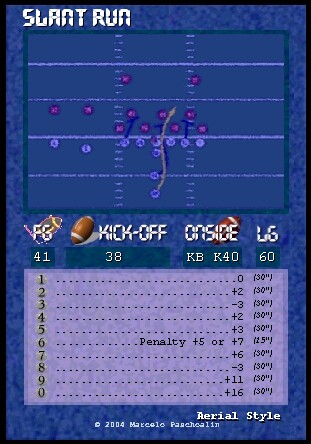 SLANT RUN
FG KICK-OFF ONSIDE LG
41 38 KB K40 60
1 ........ 0 (30")
2 ........ +2 (30")
3 ........ -3 (30")
4 ........ +2 (30")
5 ........ +3 (30")
6 ........ Penalty +5 or +7 (15")
7 ........ +6 (30")
8 ........ -3 (30")
9 ........ +11 (30")
0 ........ +16 (30")
Aerial Style
© 2004 Marcelo Paschoalin